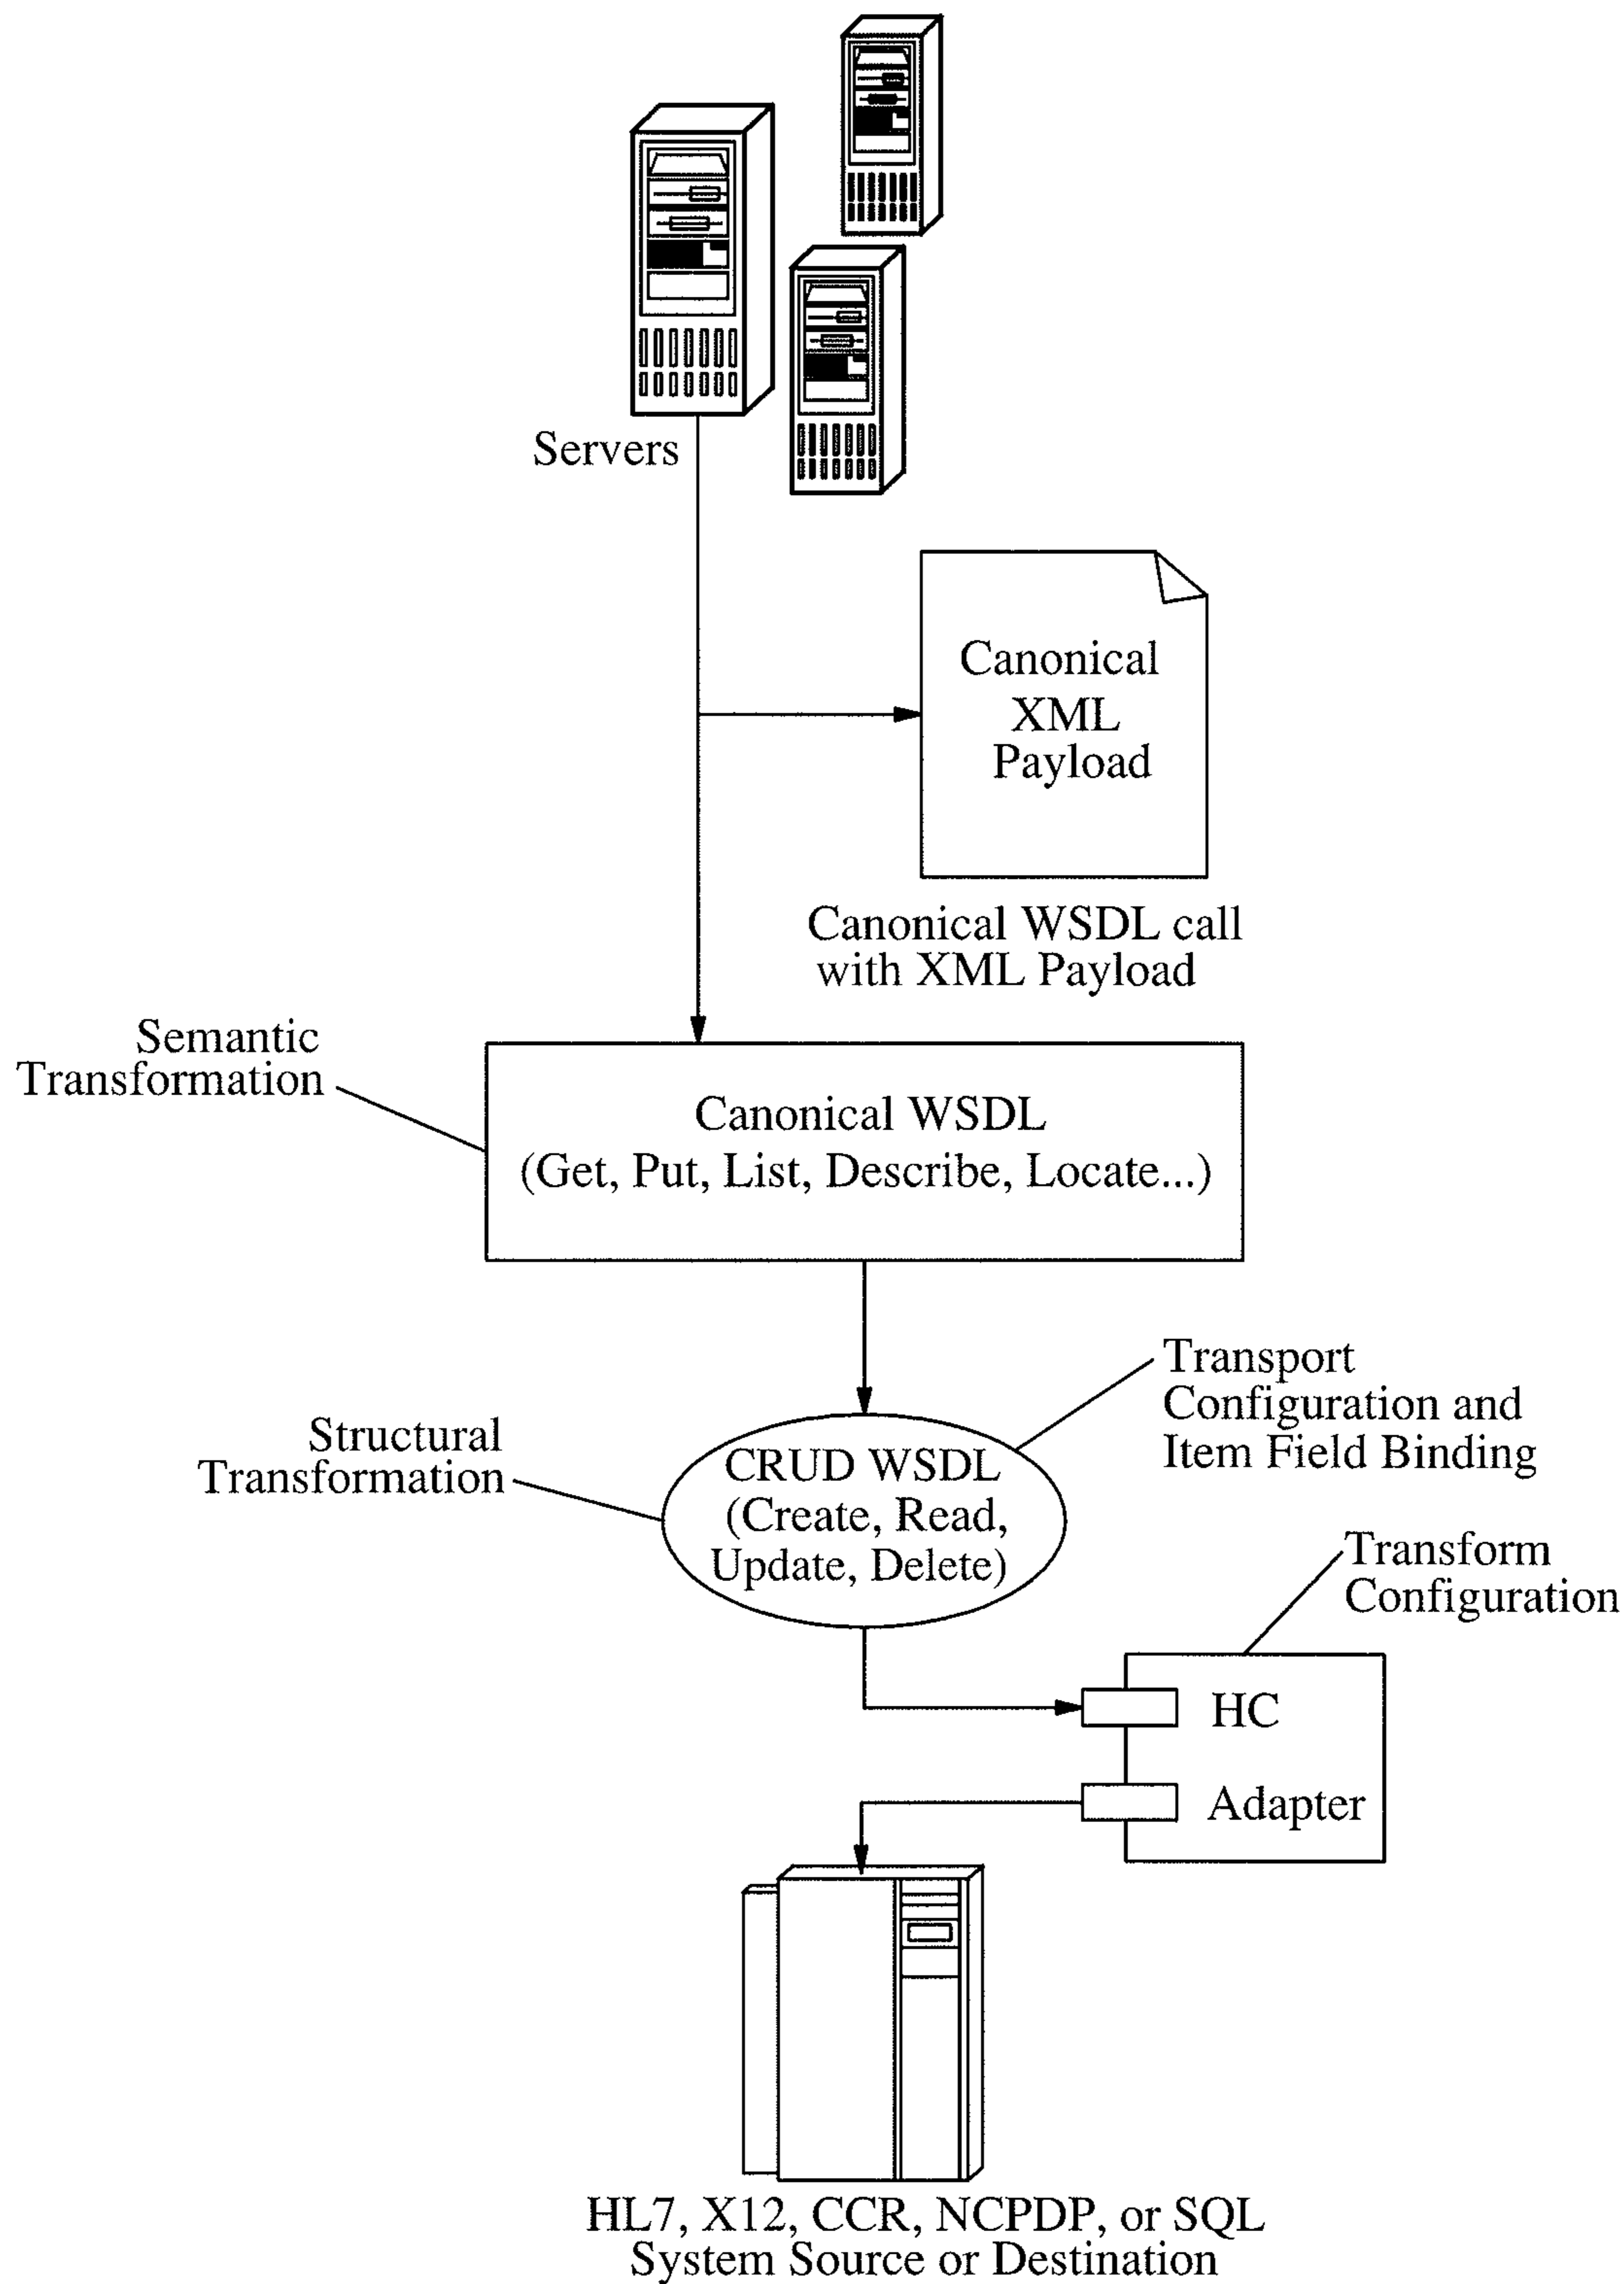 Servers
Canonical
XML
Payload
Canonical WSDL call
with XML Payload
Semantic
Transformation
Canonical WSDL
(Get, Put, List, Describe, Locate...)
Transport
Configuration and
Item Field Binding
Structural
Transformation
CRUD WSDL
(Create, Read,
Update, Delete)
Transform
Configuration
HC
Adapter
HL7, X12, CCR, NCPDP, or SQL
System Source or Destination